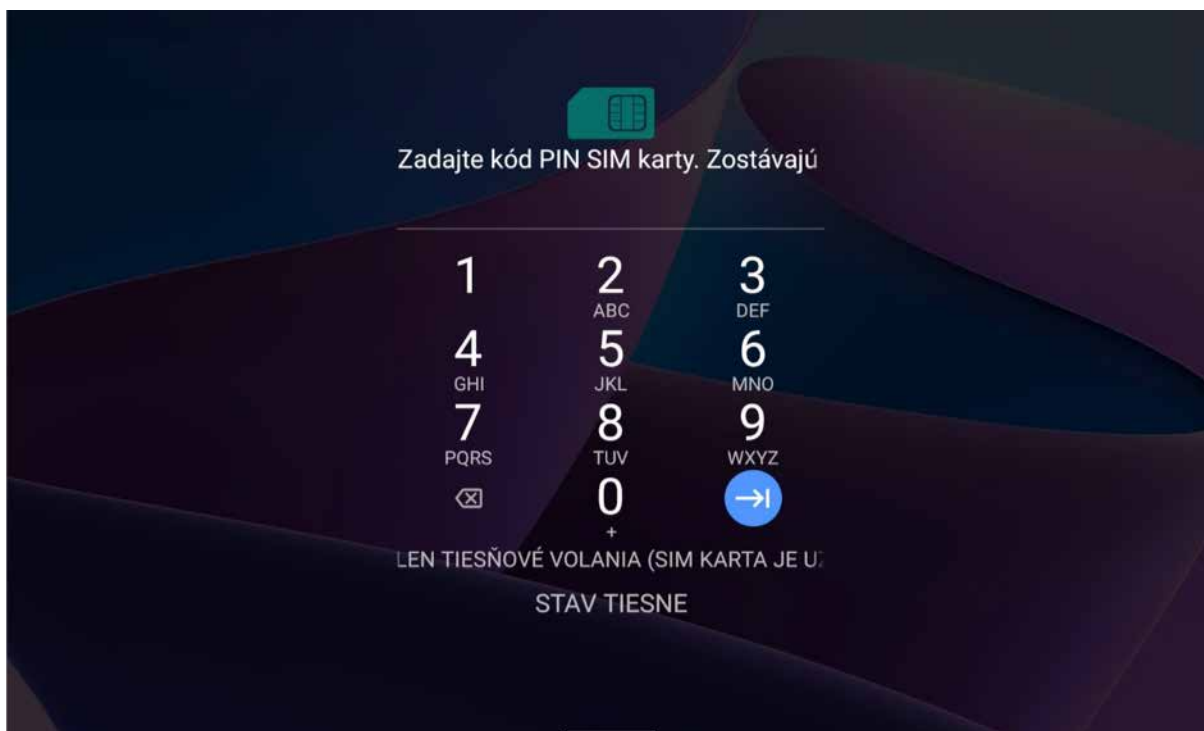 Zadajte kód PIN SIM karty. Zostávajú
1 2 3
ABC DEF
4 5 6
GHI JKL MNO
7 8 9
PQRS TUV WXYZ
0
+
LEN TIESŇOVÉ VOLANIA (SIM KARTA JE
STAV TIESNE